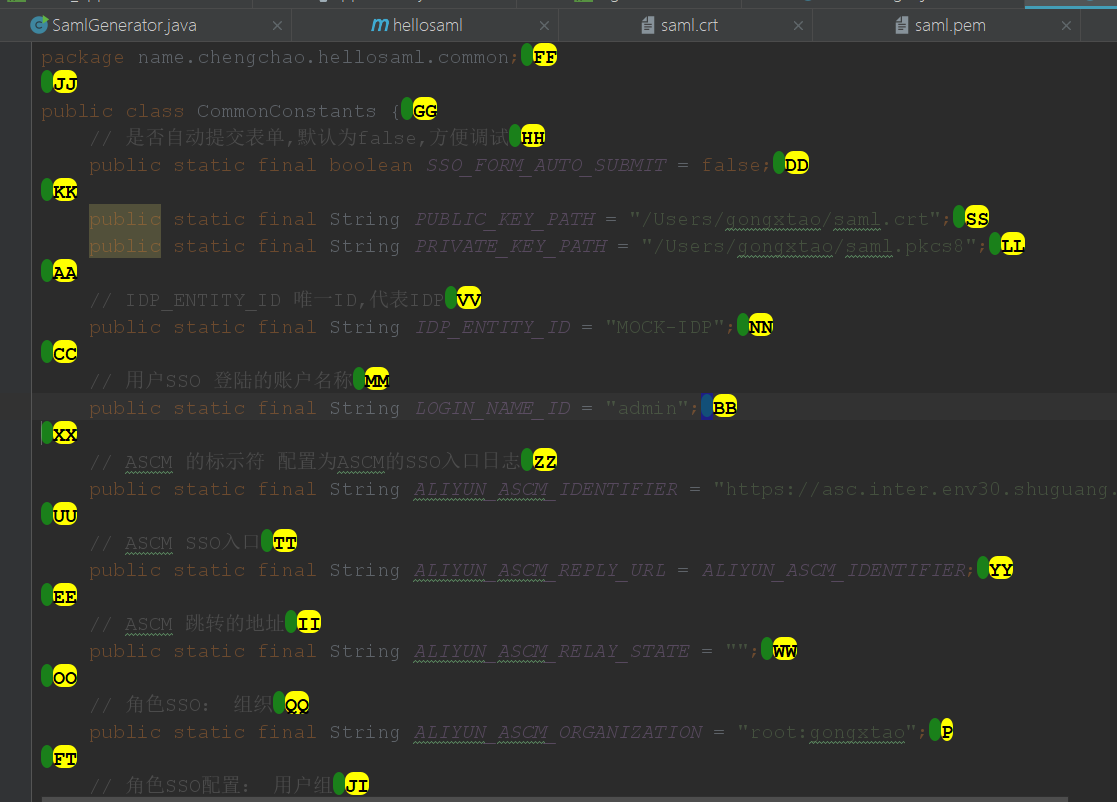 SamlGenerator.java hellosaml saml.crt saml.pem
package name.chengchao.hellosaml.common; FF
JJ
public class CommonConstants { GG
// 是否自动提交表单,默认为false,方便调试 HH
public static final boolean SSO_FORM_AUTO_SUBMIT = false; DD
KK
public static final String PUBLIC_KEY_PATH = "/Users/gongxtao/saml.crt"; SS
public static final String PRIVATE_KEY_PATH = "/Users/gongxtao/saml.pkcs8"; LL
AA
// IDP_ENTITY_ID 唯一ID,代表IDP VV
public static final String IDP_ENTITY_ID = "MOCK-IDP"; NN
CC
// 用户SSO 登陆的账户名称 MM
public static final String LOGIN_NAME_ID = "admin"; BB
XX
// ASCM 的标示符 配置为ASCM的SSO入口日志 ZZ
public static final String ALIYUN_ASCM_IDENTIFIER = "https://asc.inter.env30.shuguang.
UU
// ASCM SSO入口 TT
public static final String ALIYUN_ASCM_REPLY_URL = ALIYUN_ASCM_IDENTIFIER; YY
EE
// ASCM 跳转的地址 II
public static final String ALIYUN_ASCM_RELAY_STATE = ""; WW
OO
// 角色SSO： 组织 QQ
public static final String ALIYUN_ASCM_ORGANIZATION = "root:gongxtao"; P
FT
// 角色SSO配置： 用户组 JI